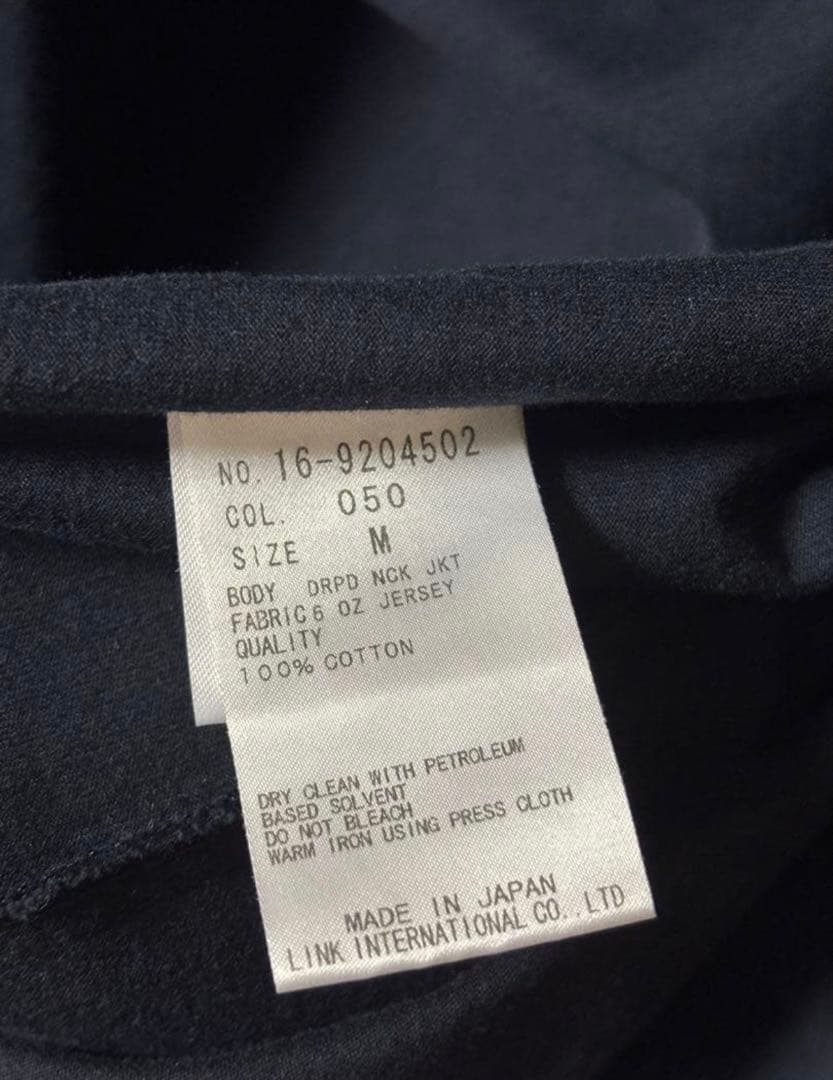 NO. 16-9204502
COL. 050
SIZE M
BODY DRPD NCK JKT
FABRIC 6 OZ JERSEY
QUALITY
100% COTTON
DRY CLEAN WITH PETROLEUM
BASED SOLVENT
DO NOT BLEACH
WARM IRON USING PRESS CLOTH
MADE IN JAPAN
LINK INTERNATIONAL CO.,LTD